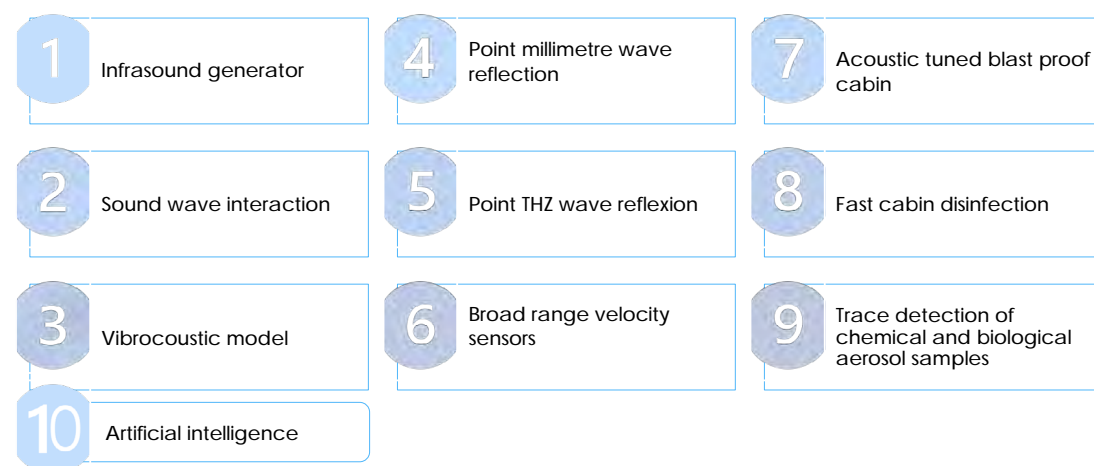 1
Infrasound generator
2
Sound wave interaction
3
Vibrocoustic model
10
Artificial intelligence
4
Point millimetre wave
reflection
5
Point THZ wave reflexion
6
Broad range velocity
sensors
7
Acoustic tuned blast proof
cabin
8
Fast cabin disinfection
9
Trace detection of
chemical and biological
aerosol samples